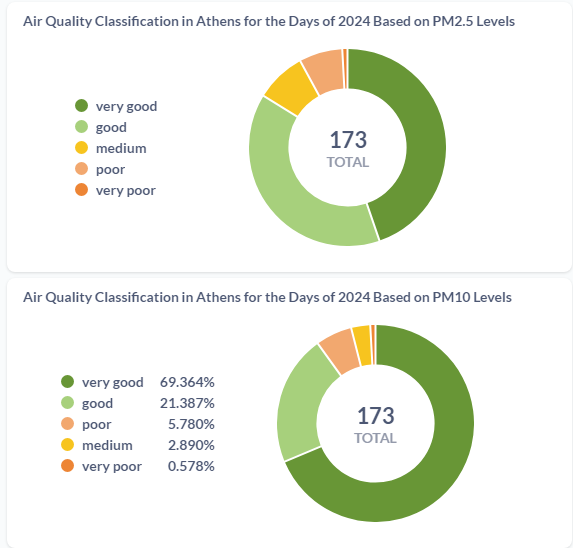 Air Quality Classification in Athens for the Days of 2024 Based on PM2.5 Levels
very good
good
medium
poor
very poor
173
TOTAL
Air Quality Classification in Athens for the Days of 2024 Based on PM10 Levels
very good 69.364%
good 21.387%
poor 5.780%
medium 2.890%
very poor 0.578%
173
TOTAL